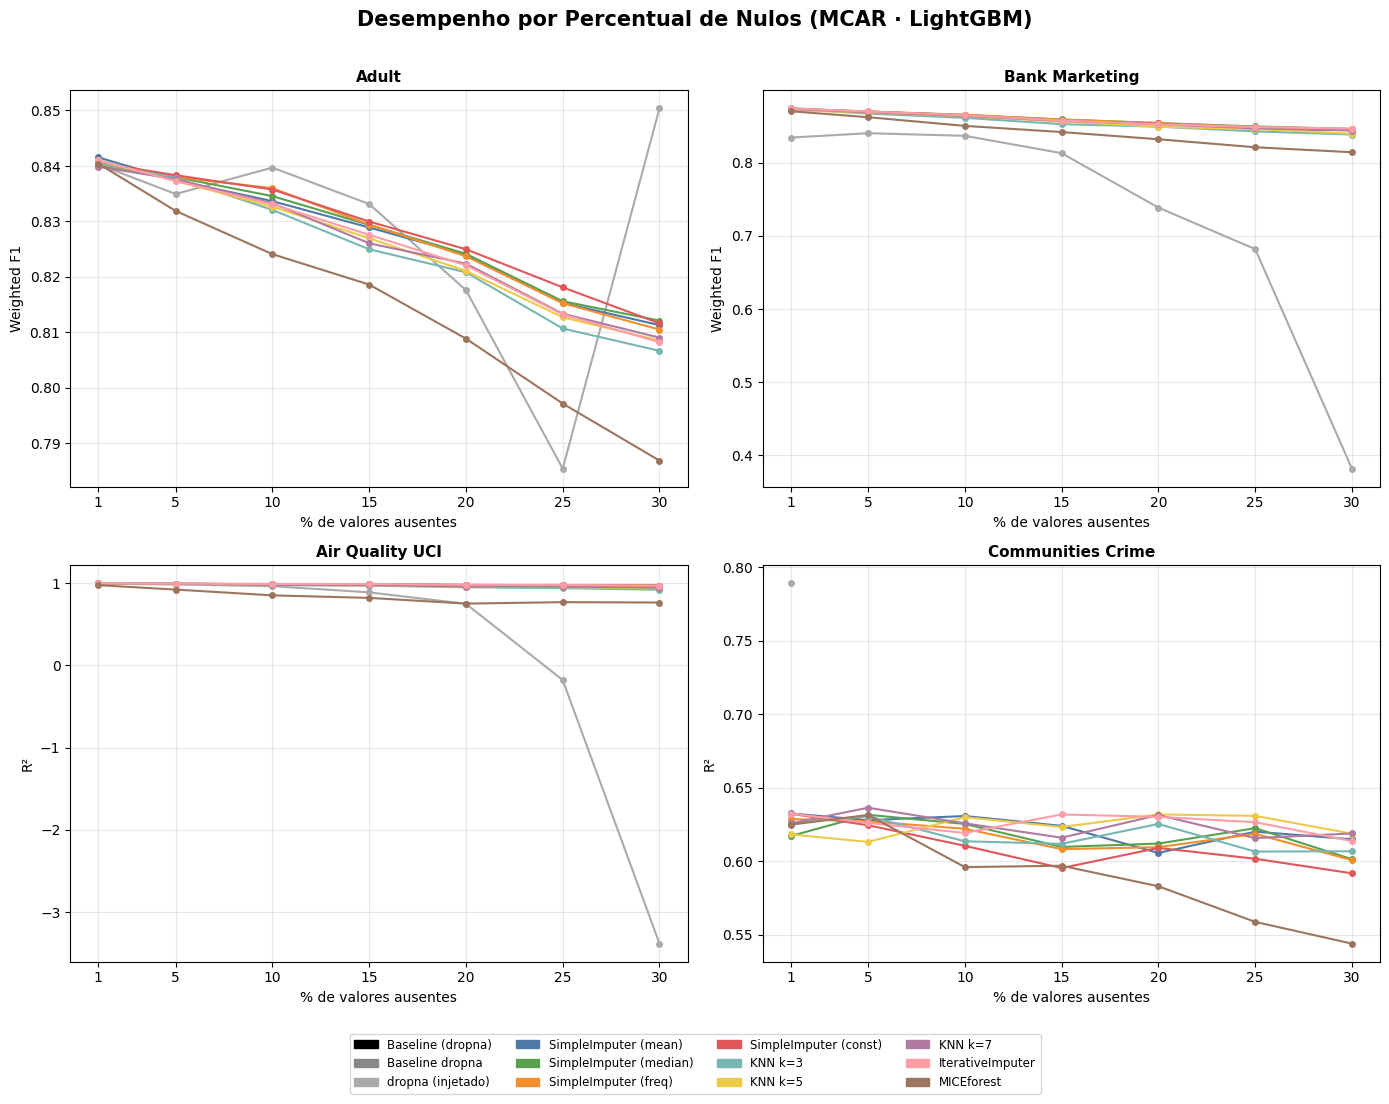 Desempenho por Percentual de Nulos (MCAR · LightGBM)
Adult
Weighted F1
0.85
0.84
0.83
0.82
0.81
0.80
0.79
1 5 10 15 20 25 30
% de valores ausentes
Bank Marketing
Weighted F1
0.8
0.7
0.6
0.5
0.4
1 5 10 15 20 25 30
% de valores ausentes
Air Quality UCI
R²
1
0
−1
−2
−3
1 5 10 15 20 25 30
% de valores ausentes
Communities Crime
R²
0.80
0.75
0.70
0.65
0.60
0.55
1 5 10 15 20 25 30
% de valores ausentes
Baseline (dropna)
Baseline dropna
dropna (injetado)
SimpleImputer (mean)
SimpleImputer (median)
SimpleImputer (freq)
SimpleImputer (const)
KNN k=3
KNN k=5
KNN k=7
IterativeImputer
MICEforest